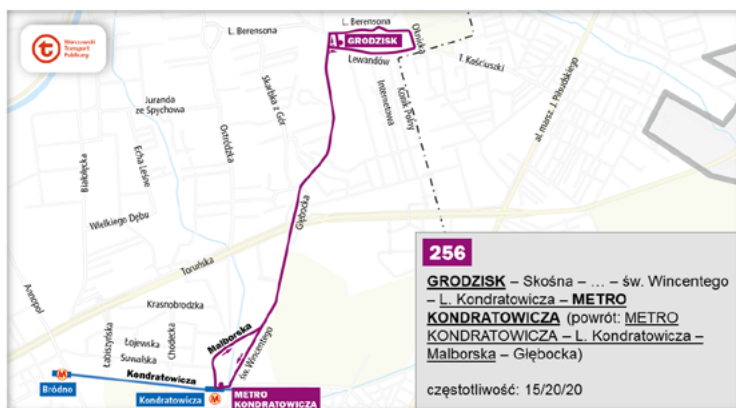 Warszawski
Transport
Publiczny
L. Berensona
L. Berensona
GRODZISK
Olesin
Lewandów
T. Kościuszki
al. marsz. J. Piłsudskiego
Skarbka z Gór
Internetowa
Konik Polny
Juranda
ze Spychowa
Ostródzka
Białołęcka
Echa Leśne
Wielkiego Dębu
Głębocka
Toruńska
Annopol
Krasnobrodzka
Łabiszyńska
Łojewska
Suwalska
Chodecka
Malborska
św. Wincentego
Kondratowicza
M
Bródno
Kondratowicza
M
METRO
KONDRATOWICZA
256
GRODZISK – Skośna – ... – św. Wincentego
– L. Kondratowicza – METRO
KONDRATOWICZA (powrót: METRO
KONDRATOWICZA – L. Kondratowicza –
Malborska – Głębocka)
częstotliwość: 15/20/20